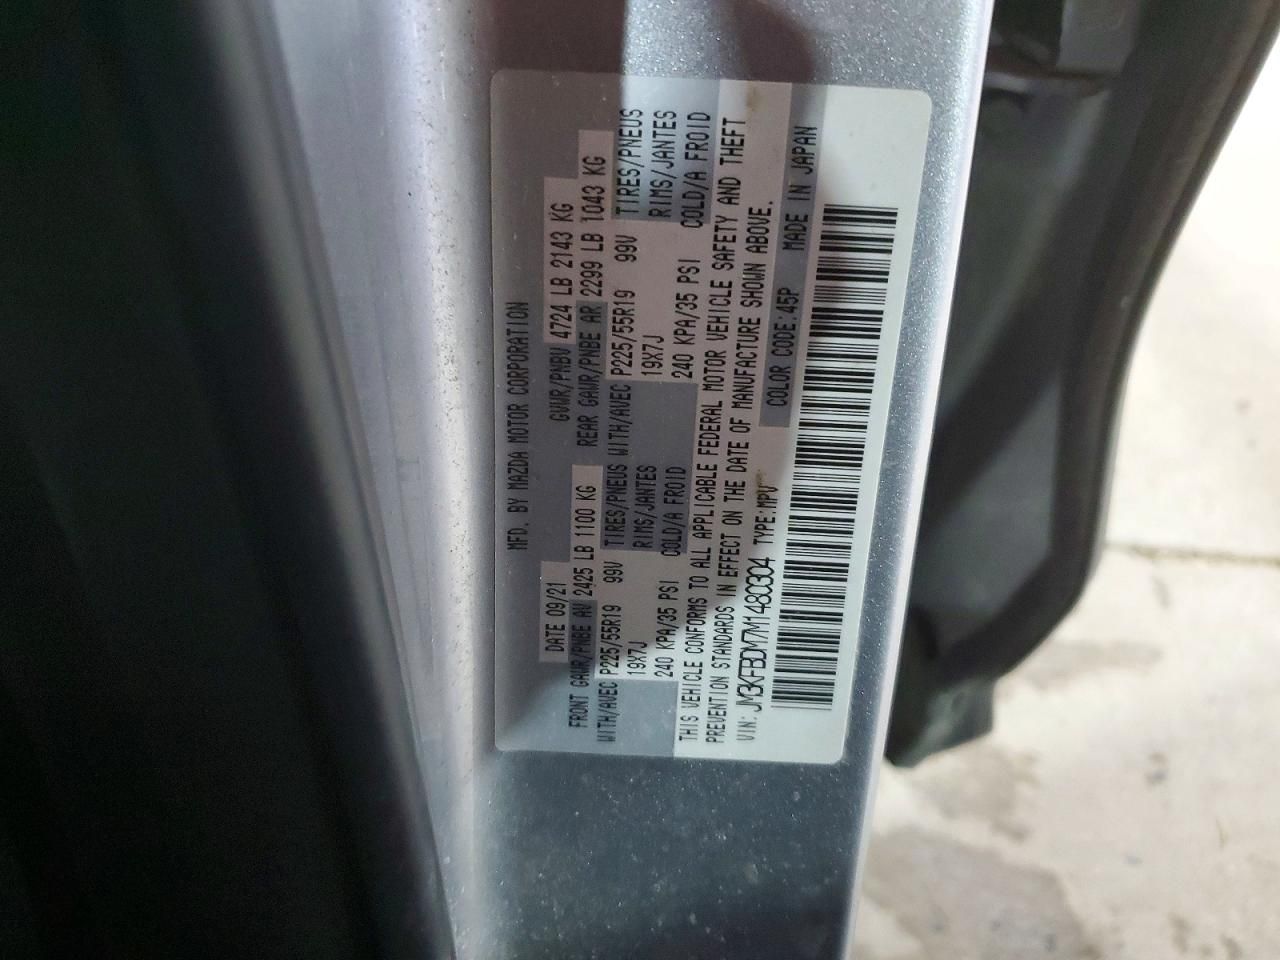 MFD. BY MAZDA MOTOR CORPORATION
DATE 09/21 GVWR/PNBV 4724 LB 2143 KG
FRONT GAWR/PNBE AV 2425 LB 1100 KG REAR GAWR/PNBE AR 2299 LB 1043 KG
WITH/AVEC P225/55R19 99V TIRES/PNEUS WITH/AVEC P225/55R19 99V TIRES/PNEUS
19X7J RIMS/JANTES 19X7J RIMS/JANTES
240 KPA/35 PSI COLD/A FROID 240 KPA/35 PSI COLD/A FROID
THIS VEHICLE CONFORMS TO ALL APPLICABLE FEDERAL MOTOR VEHICLE SAFETY AND THEFT
PREVENTION STANDARDS IN EFFECT ON THE DATE OF MANUFACTURE SHOWN ABOVE.
VIN: JM3KFBDM7M1480304 TYPE:MPV COLOR CODE:45P MADE IN JAPAN